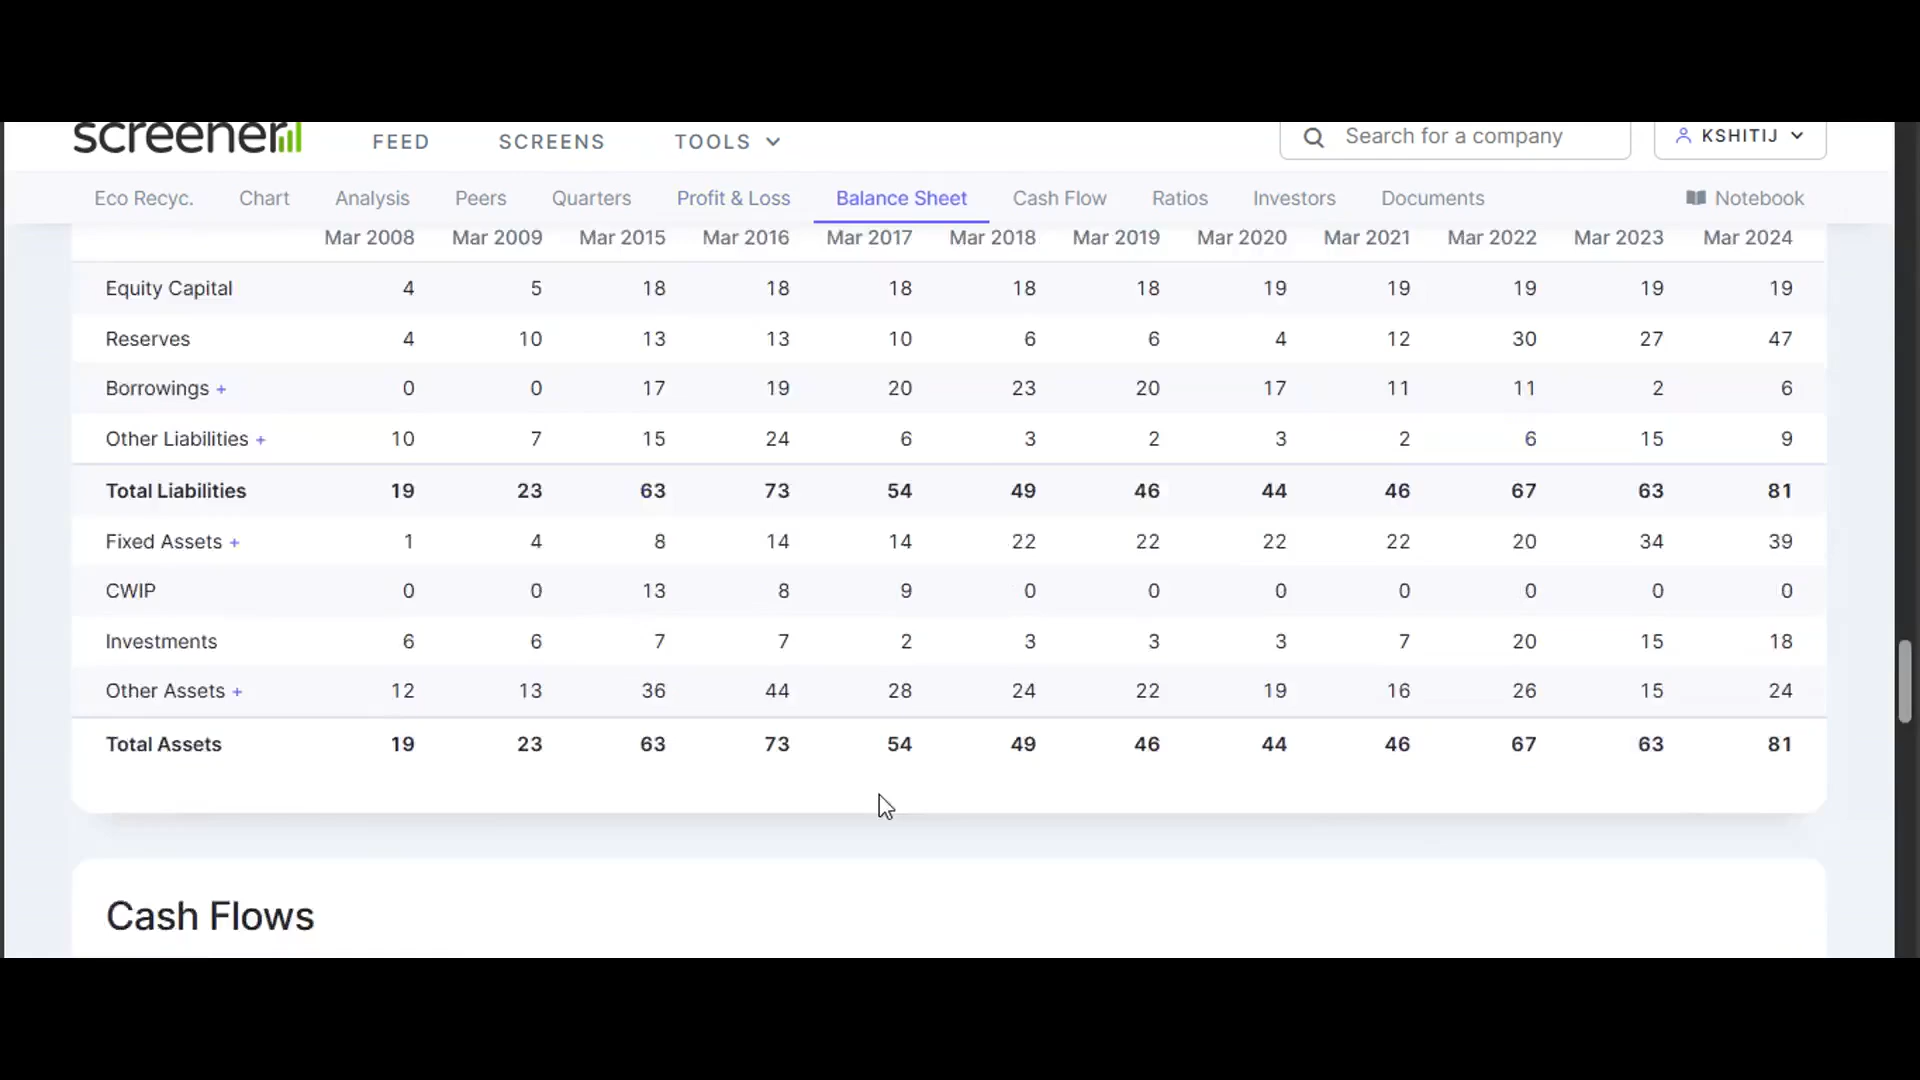 screener
FEED SCREENS TOOLS Search for a company KSHITIJ
Eco Recyc. Chart Analysis Peers Quarters Profit & Loss Balance Sheet Cash Flow Ratios Investors Documents Notebook
Mar 2008 Mar 2009 Mar 2015 Mar 2016 Mar 2017 Mar 2018 Mar 2019 Mar 2020 Mar 2021 Mar 2022 Mar 2023 Mar 2024
Equity Capital 4 5 18 18 18 18 18 19 19 19 19 19
Reserves 4 10 13 13 10 6 6 4 12 30 27 47
Borrowings + 0 0 17 19 20 23 20 17 11 11 2 6
Other Liabilities + 10 7 15 24 6 3 2 3 2 6 15 9
Total Liabilities 19 23 63 73 54 49 46 44 46 67 63 81
Fixed Assets + 1 4 8 14 14 22 22 22 22 20 34 39
CWIP 0 0 13 8 9 0 0 0 0 0 0 0
Investments 6 6 7 7 2 3 3 3 7 20 15 18
Other Assets + 12 13 36 44 28 24 22 19 16 26 15 24
Total Assets 19 23 63 73 54 49 46 44 46 67 63 81
Cash Flows